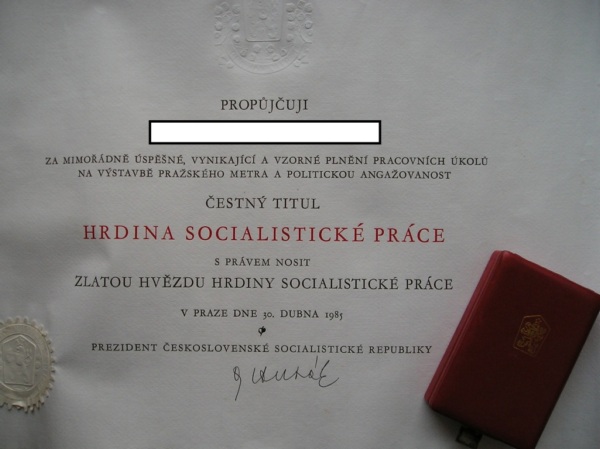 PROPŮJČUJI
ZA MIMOŘÁDNĚ ÚSPĚŠNÉ, VYNIKAJÍCÍ A VZORNÉ PLNĚNÍ PRACOVNÍCH ÚKOLŮ
NA VÝSTAVBĚ PRAŽSKÉHO METRA A POLITICKOU ANGAŽOVANOST
ČESTNÝ TITUL
HRDINA SOCIALISTICKÉ PRÁCE
S PRÁVEM NOSIT
ZLATOU HVĚZDU HRDINY SOCIALISTICKÉ PRÁCE
V PRAZE DNE 30. DUBNA 1985
PREZIDENT ČESKOSLOVENSKÉ SOCIALISTICKÉ REPUBLIKY